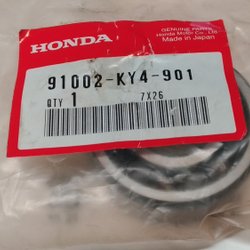 HONDA
GENUINE PARTS
Honda Motor Co., Ltd.
Made in Japan
91002-KY4-901
QTY 1 7X26